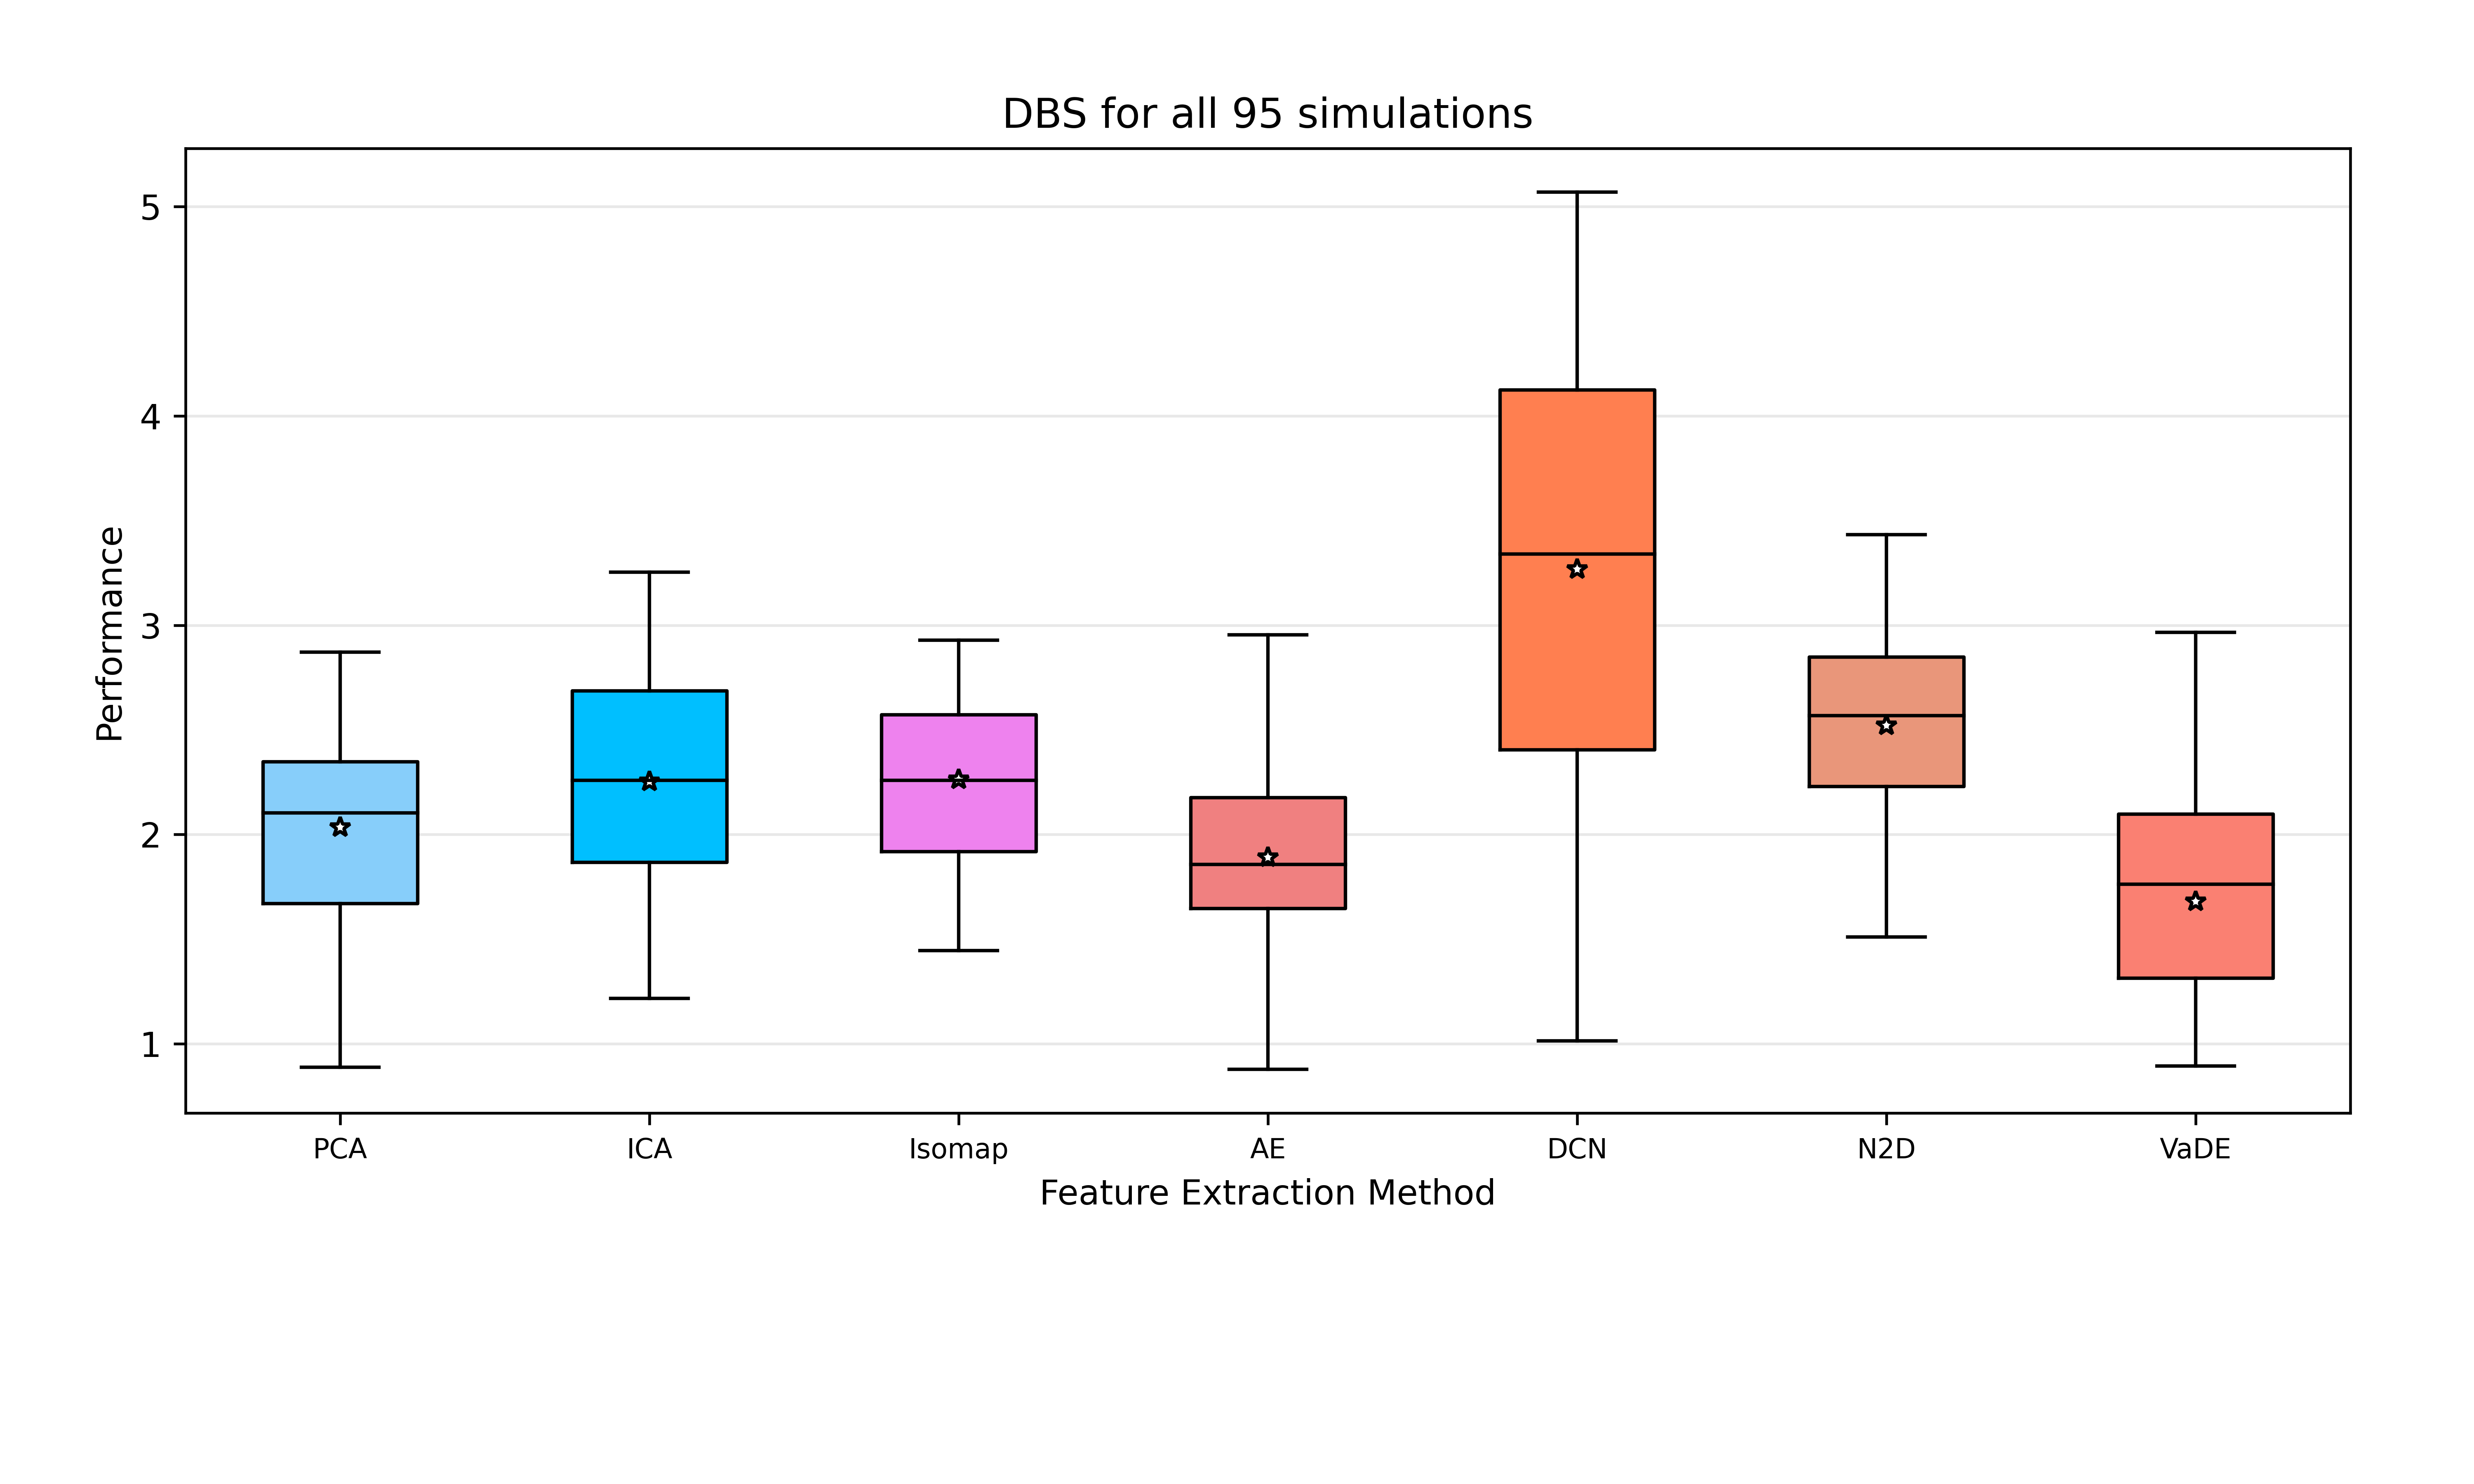 DBS for all 95 simulations
5
4
3
2
1
Performance
PCA
ICA
Isomap
AE
DCN
N2D
VaDE
Feature Extraction Method